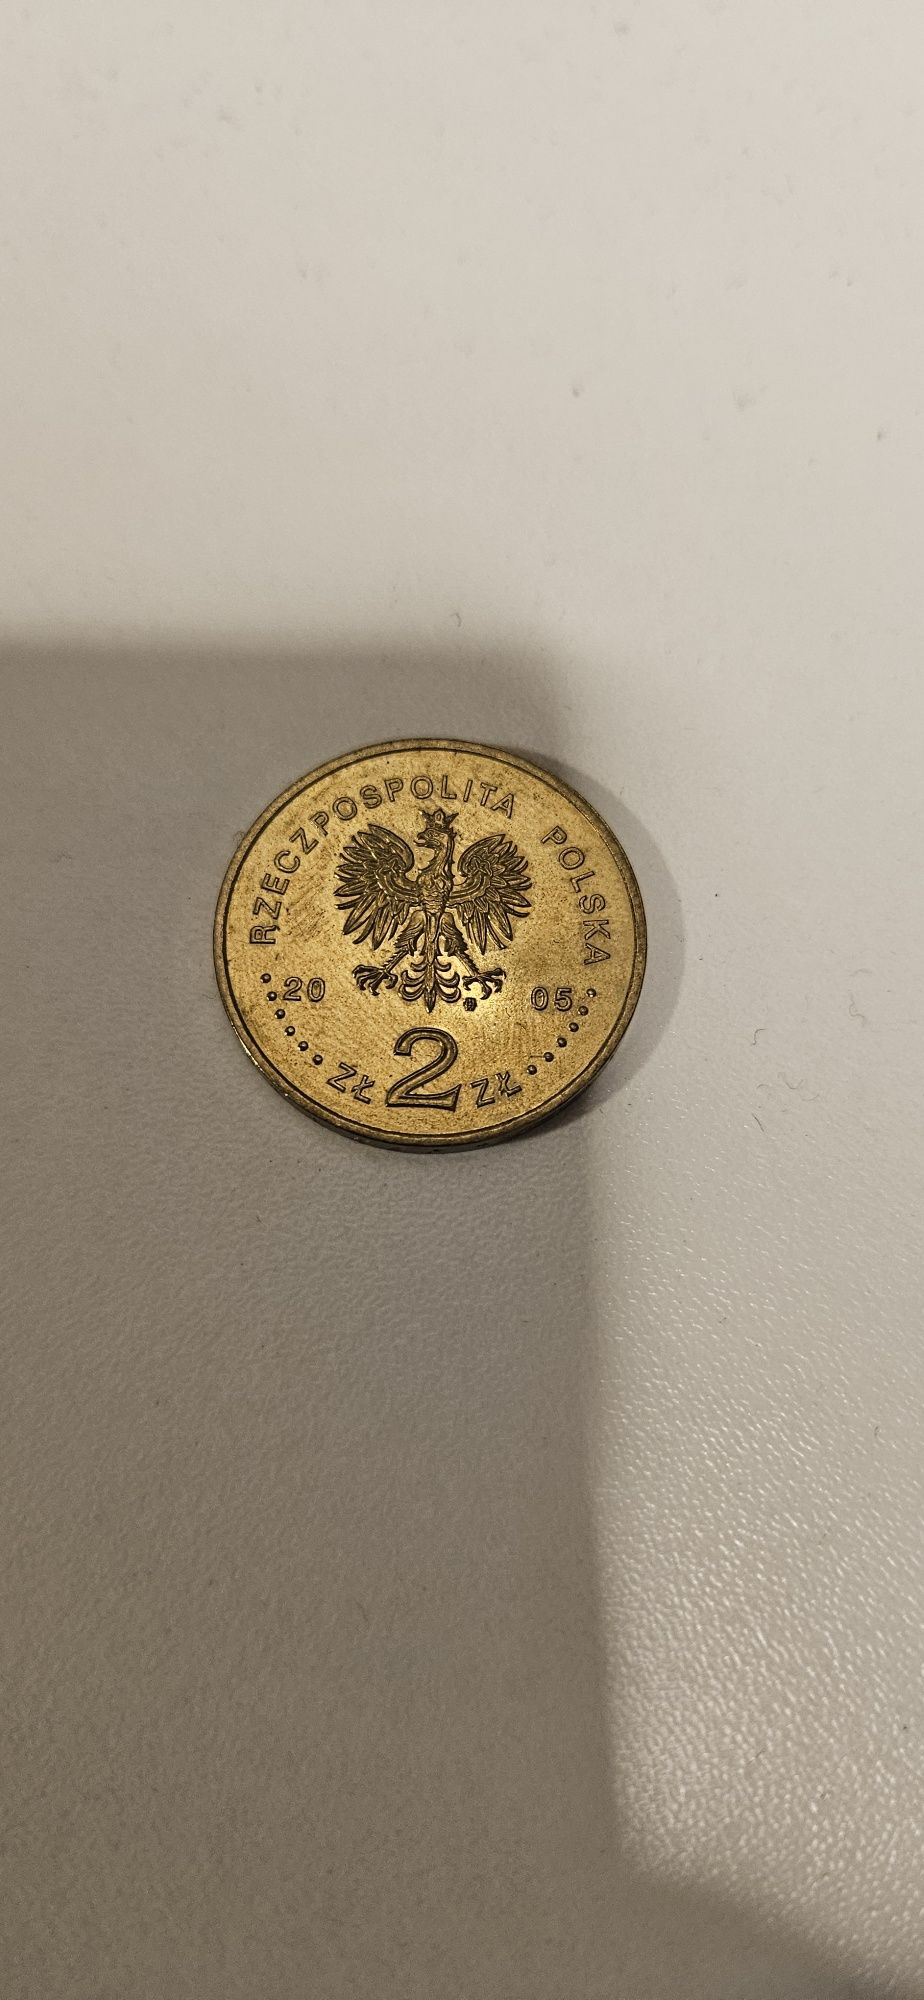 RZECZPOSPOLITA POLSKA
20 05
ZŁ 2 ZŁ